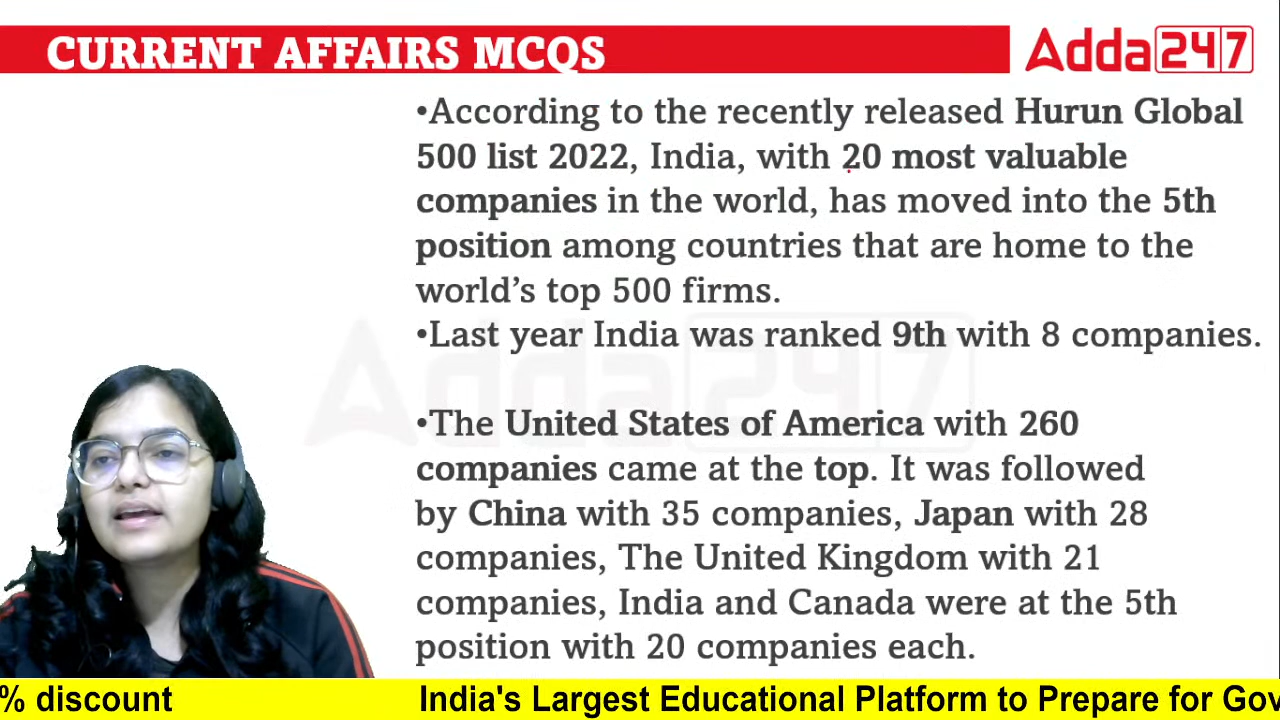 CURRENT AFFAIRS MCQS
Adda247
•According to the recently released Hurun Global
500 list 2022, India, with 20 most valuable
companies in the world, has moved into the 5th
position among countries that are home to the
world’s top 500 firms.
•Last year India was ranked 9th with 8 companies.
•The United States of America with 260
companies came at the top. It was followed
by China with 35 companies, Japan with 28
companies, The United Kingdom with 21
companies, India and Canada were at the 5th
position with 20 companies each.
Adda247
% discount India's Largest Educational Platform to Prepare for Gov